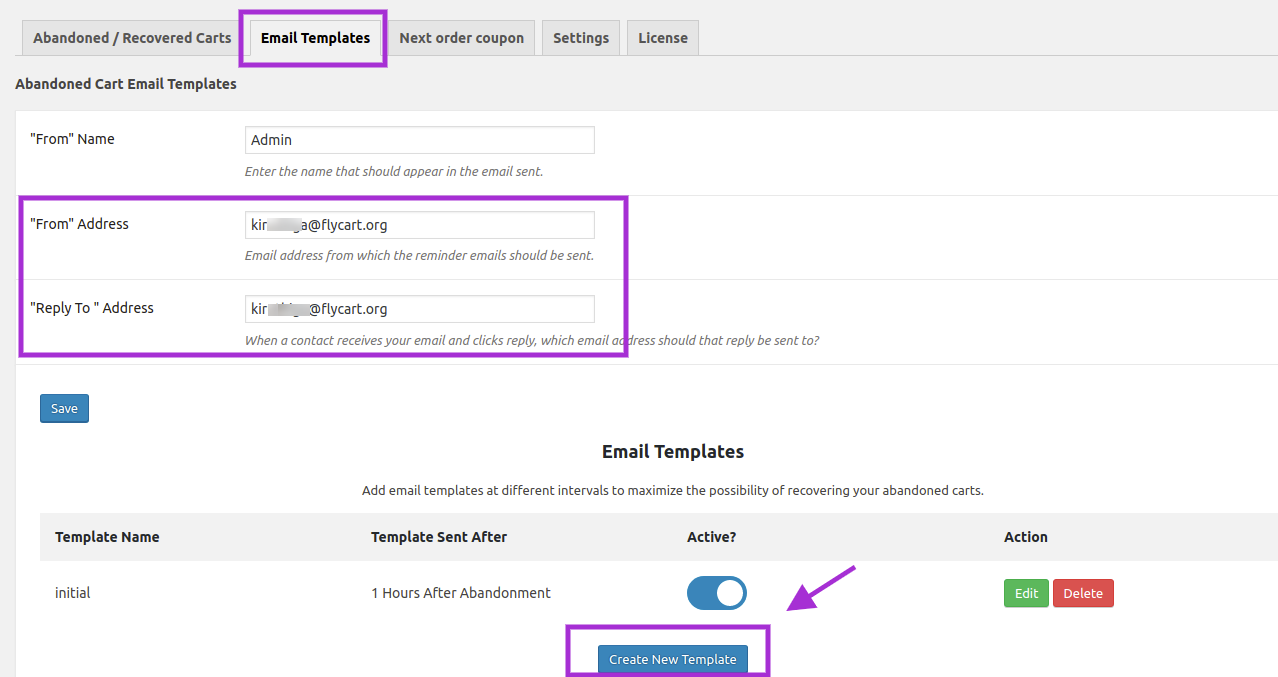 Abandoned / Recovered Carts Email Templates Next order coupon Settings License
Abandoned Cart Email Templates
"From" Name Admin
Enter the name that should appear in the email sent.
"From" Address @flycart.org
Email address from which the reminder emails should be sent.
"Reply To " Address @flycart.org
When a contact receives your email and clicks reply, which email address should that reply be sent to?
Save
Email Templates
Add email templates at different intervals to maximize the possibility of recovering your abandoned carts.
Template Name Template Sent After Active? Action
initial 1 Hours After Abandonment Edit Delete
Create New Template